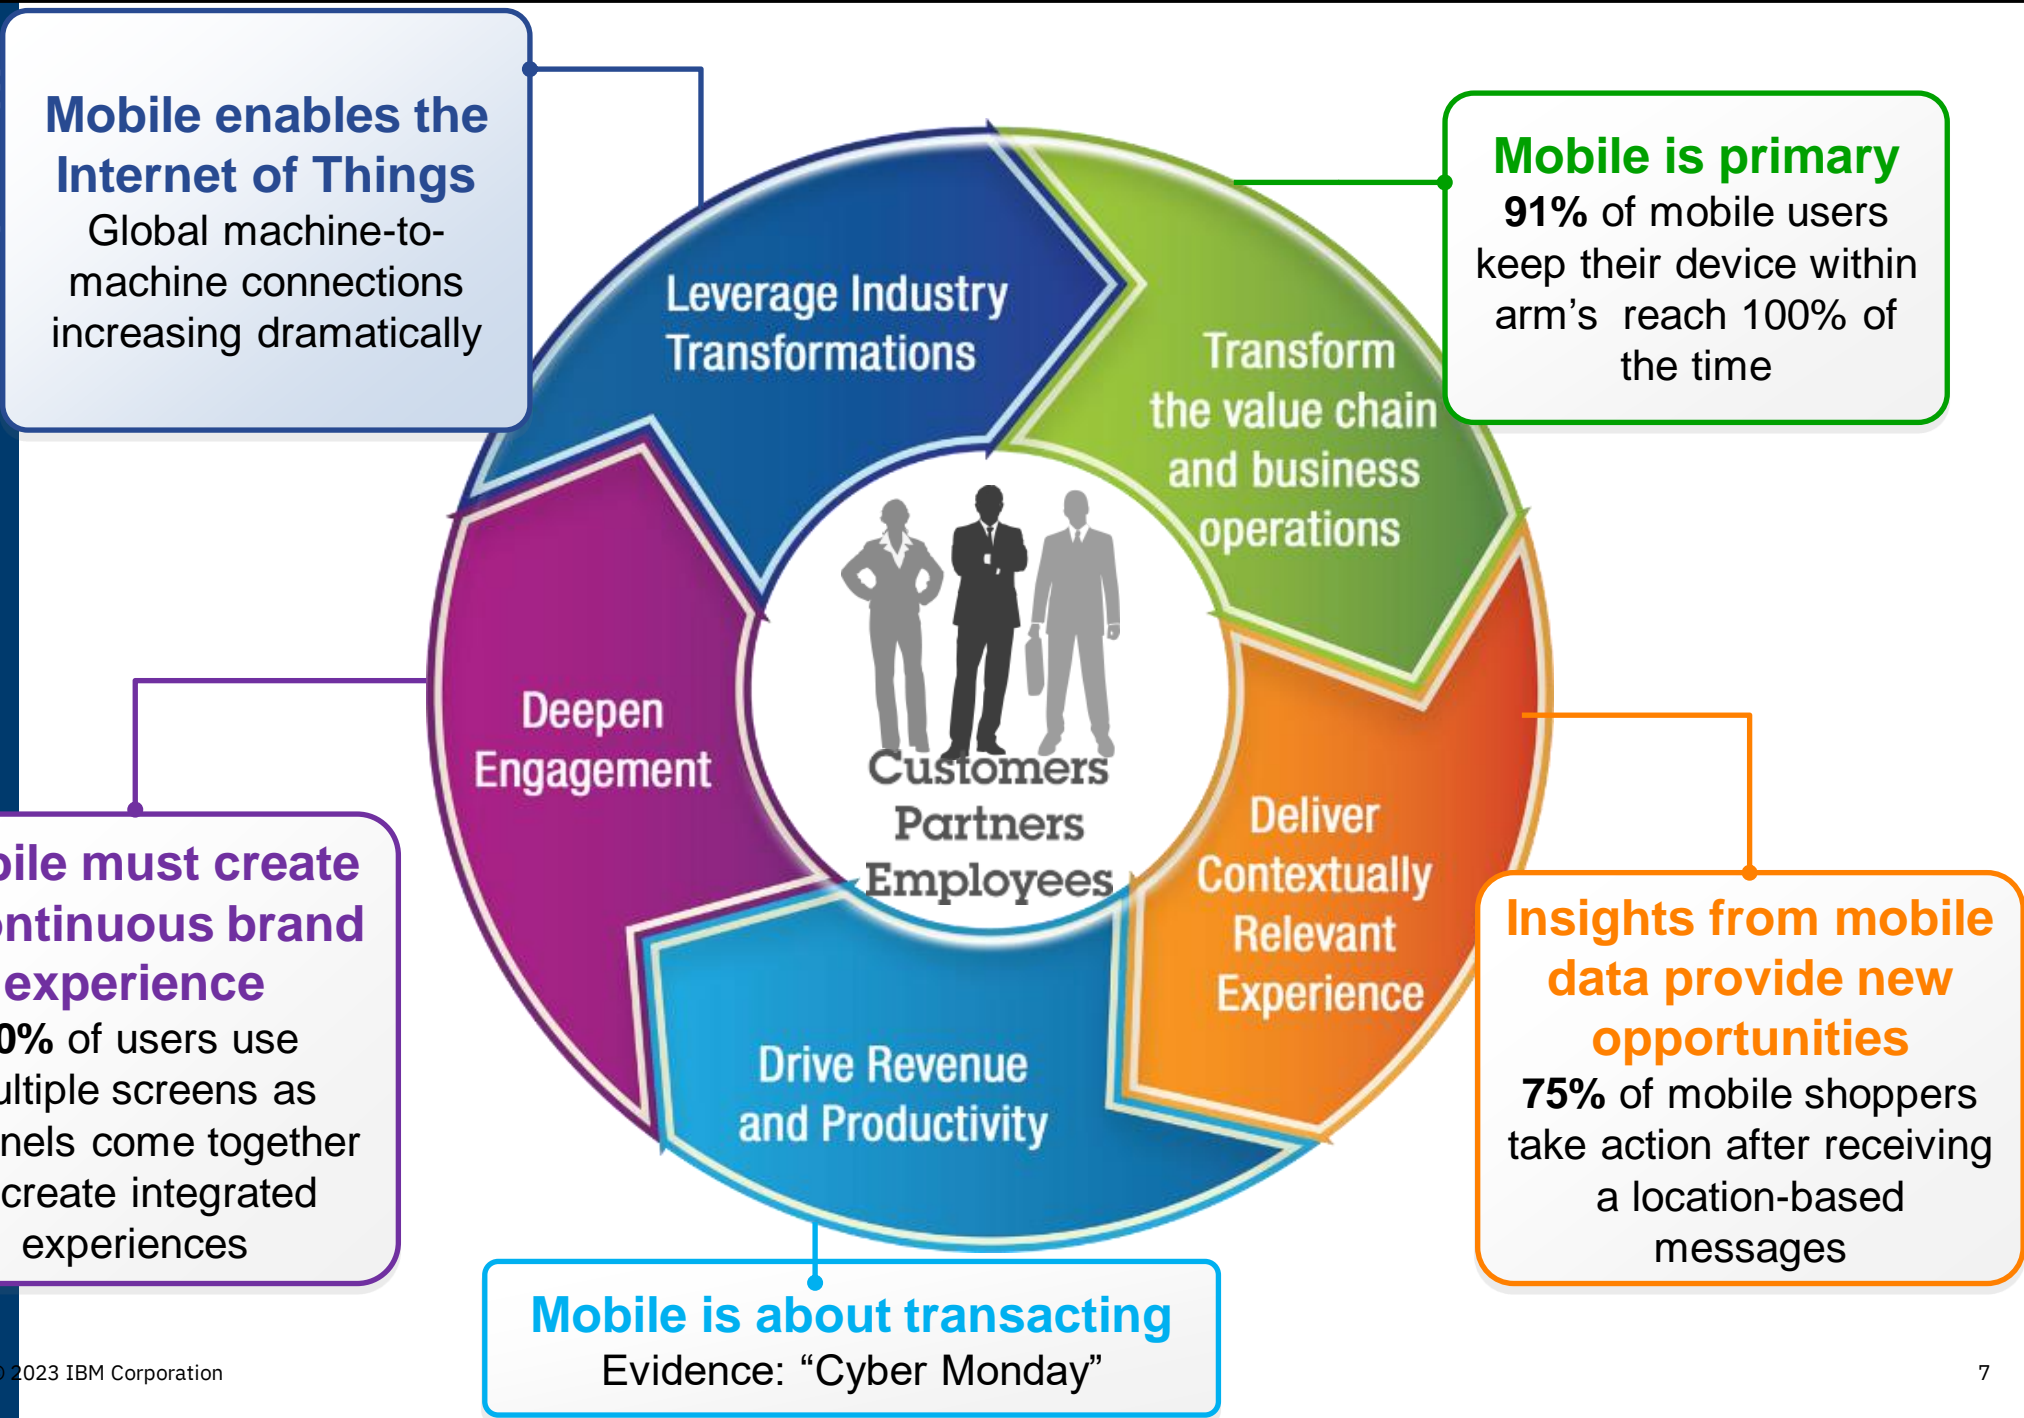 Mobile enables the
Internet of Things
Global machine-to-
machine connections
increasing dramatically
Mobile is primary
91% of mobile users
keep their device within
arm's  reach 100% of
the time
Leverage Industry
Transformations
Transform
the value chain
and business
operations
Deepen
Engagement
Customers
Partners
Employees
Deliver
Contextually
Relevant
Experience
Drive Revenue
and Productivity
must create
brand
experience
of users use
screens as
come together
create integrated
experiences
Insights from mobile
data provide new
opportunities
75% of mobile shoppers
take action after receiving
a location-based
messages
Mobile is about transacting
Evidence: “Cyber Monday”
2023 IBM Corporation
7